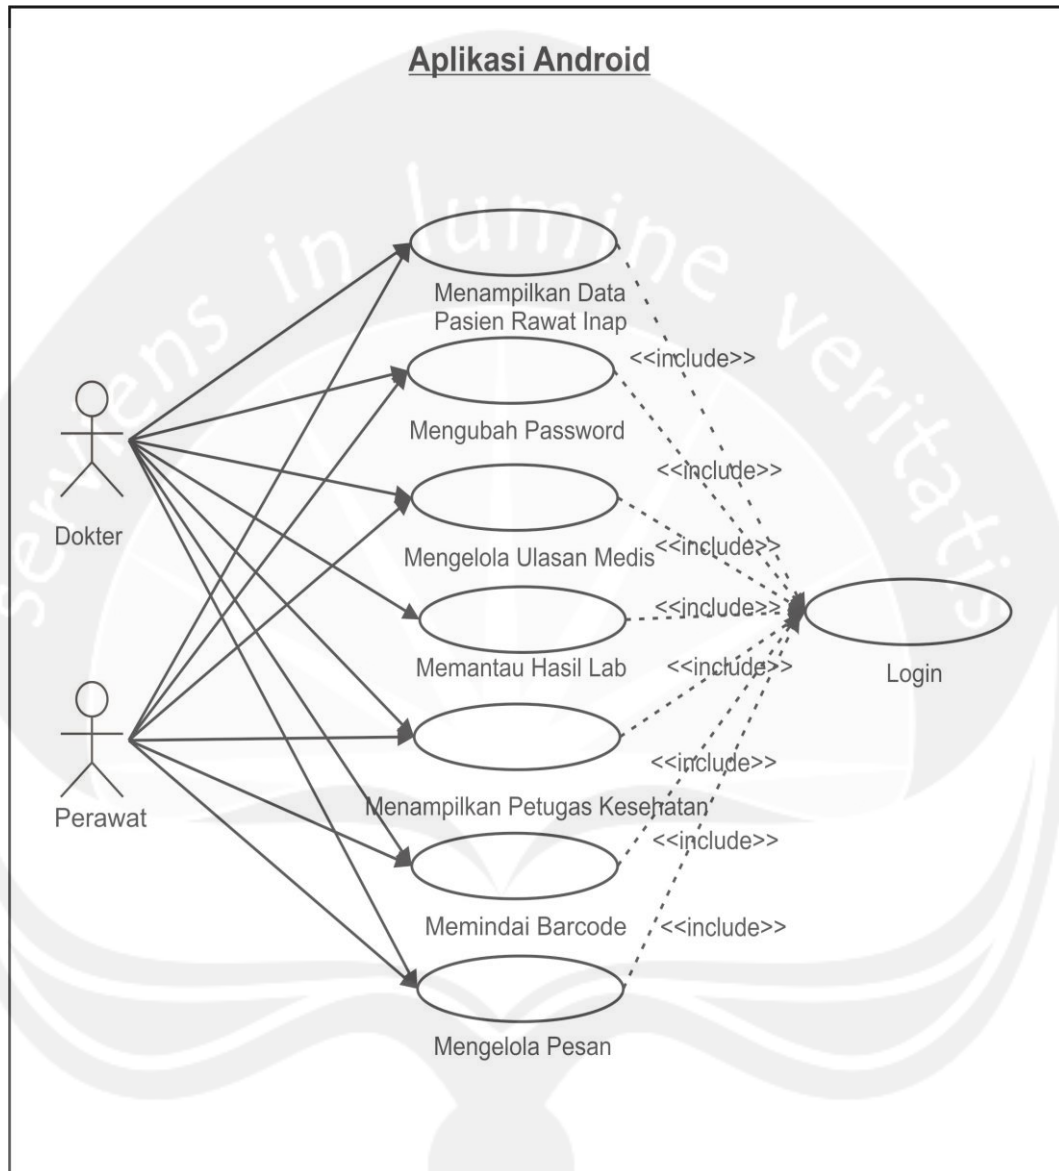 Aplikasi Android
serviens in lumine veritatis
Menampilkan Data
Pasien Rawat Inap
<<include>>
Mengubah Password
<<include>>
Dokter
Mengelola Ulasan Medis
<<include>>
<<include>>
Memantau Hasil Lab
<<include>>
Login
Perawat
Menampilkan Petugas Kesehatan
<<include>>
<<include>>
Memindai Barcode
<<include>>
Mengelola Pesan